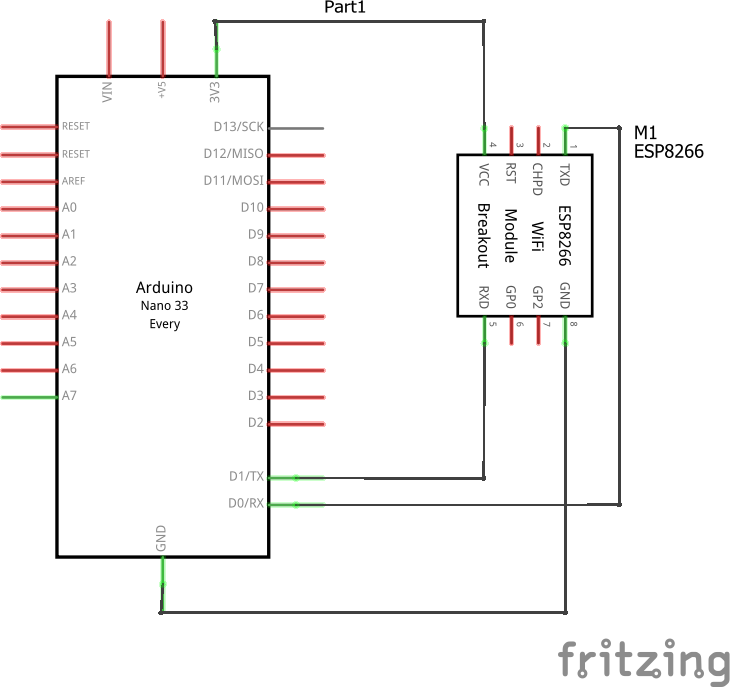 Part1
VIN
+V5
3V3
RESET
RESET
AREF
A0
A1
A2
A3
A4
A5
A6
A7
D13/SCK
D12/MISO
D11/MOSI
D10
D9
D8
D7
D6
D5
D4
D3
D2
D1/TX
D0/RX
GND
Arduino
Nano 33
Every
4
3
2
1
VCC
RST
CHPD
TXD
ESP8266
WiFi
Module
Breakout
RXD
GP0
GP2
GND
5
6
7
8
M1
ESP8266
fritzing